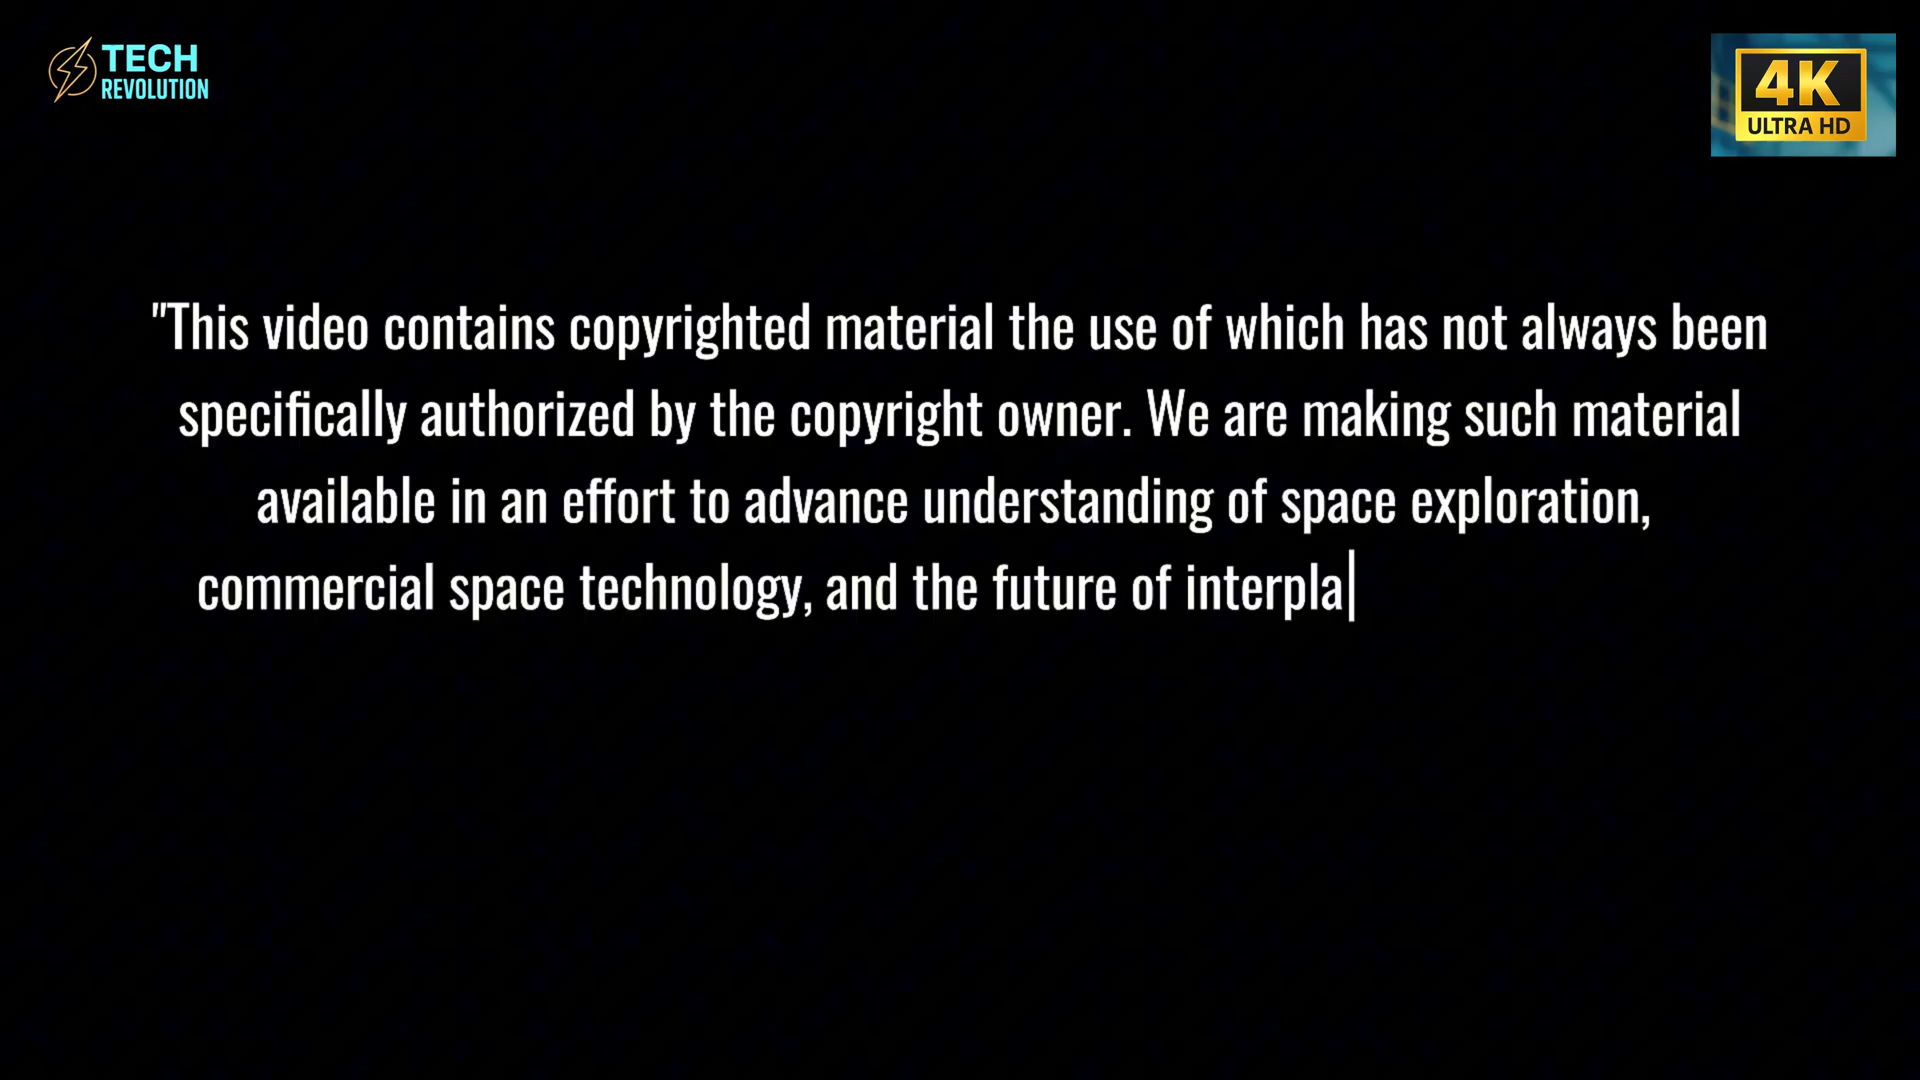 TECH
REVOLUTION
4K
ULTRA HD
"This video contains copyrighted material the use of which has not always been
specifically authorized by the copyright owner. We are making such material
available in an effort to advance understanding of space exploration,
commercial space technology, and the future of interpla